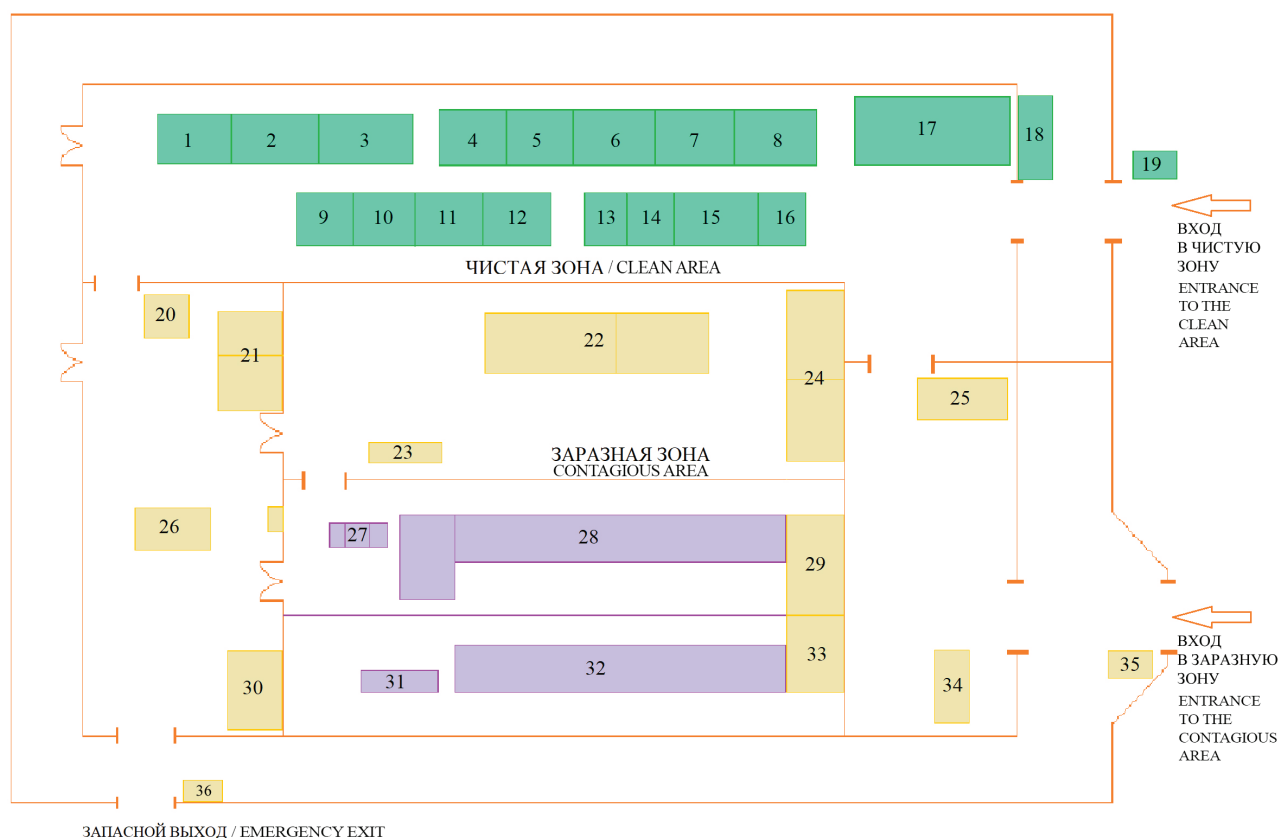 1
2
3
4
5
6
7
8
17
18
19
9
10
11
12
13
14
15
16
ВХОД
В ЧИСТУЮ
ЗОНУ
ENTRANCE
TO THE
CLEAN
AREA
ЧИСТАЯ ЗОНА / CLEAN AREA
20
21
22
24
25
23
ЗАРАЗНАЯ ЗОНА
CONTAGIOUS AREA
26
27
28
29
30
31
32
33
34
35
ВХОД
В ЗАРАЗНУЮ
ЗОНУ
ENTRANCE
TO THE
CONTAGIOUS
AREA
36
ЗАПАСНОЙ ВЫХОД / EMERGENCY EXIT